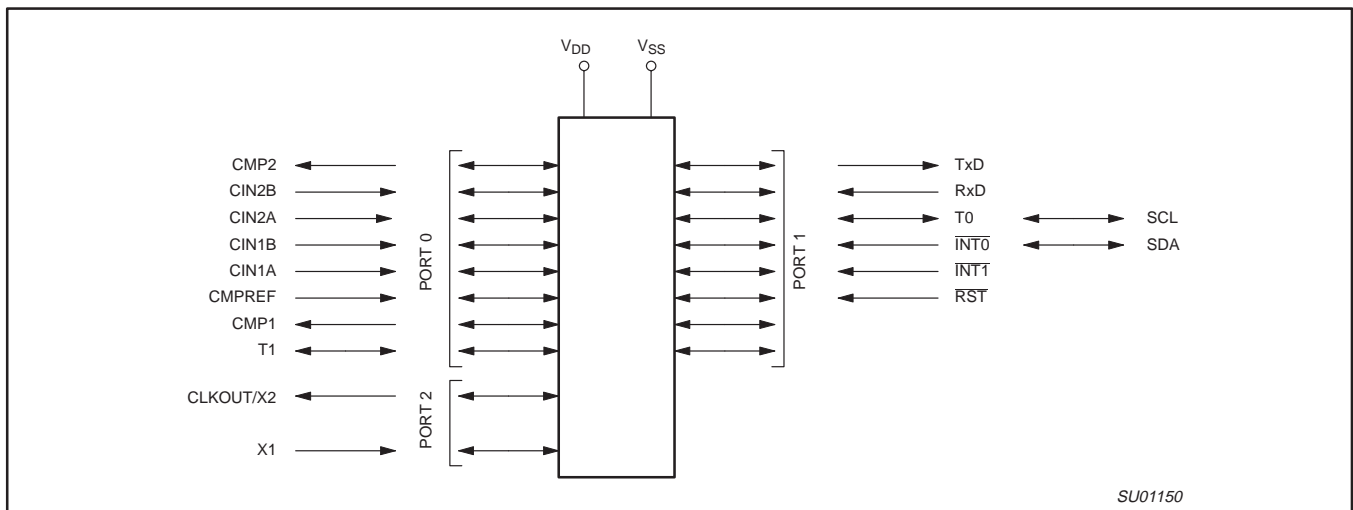 VDD VSS
CMP2
CIN2B
CIN2A
CIN1B
CIN1A
CMPREF
CMP1
T1
PORT 0
CLKOUT/X2
X1
PORT 2
PORT 1
TxD
RxD
T0 SCL
INT0 SDA
INT1
RST
SU01150